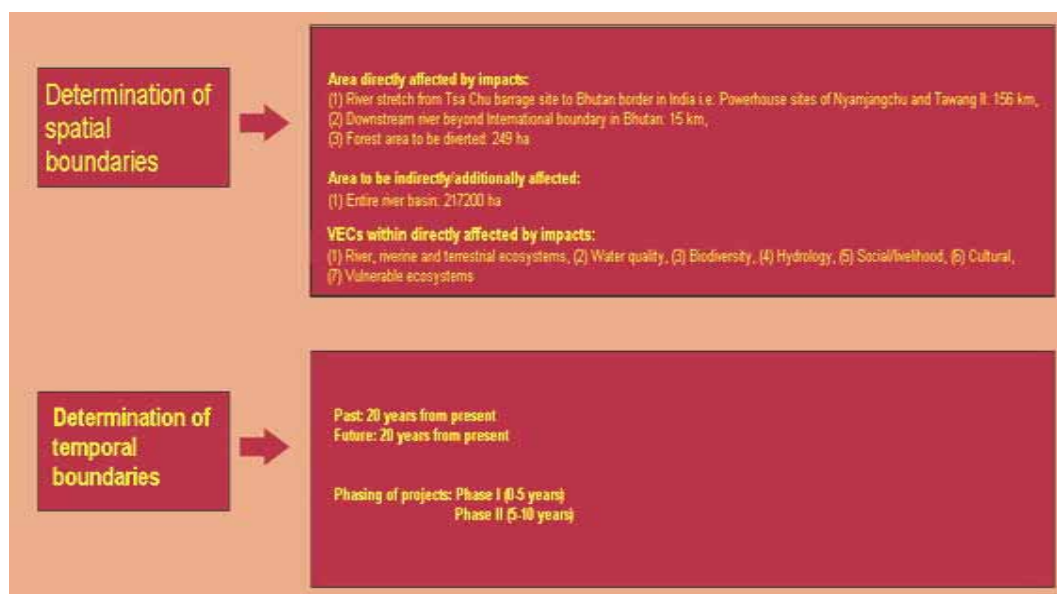 Determination of
spatial
boundaries
Area directly affected by impacts:
(1) River stretch from Tsa Chu barrage site to Bhutan border in India i.e. Powerhouse sites of Nyamjangchu and Tawang II: 156 km,
(2) Downstream river beyond International boundary in Bhutan: 15 km,
(3) Forest area to be diverted: 249 ha
Area to be indirectly/additionally affected:
(1) Entire river basin: 217200 ha
VECs within directly affected by impacts:
(1) River, riverine and terrestrial ecosystems, (2) Water quality, (3) Biodiversity, (4) Hydrology, (5) Social/livelihood, (6) Cultural,
(7) Vulnerable ecosystems
Determination of
temporal
boundaries
Past: 20 years from present
Future: 20 years from present
Phasing of projects: Phase I (0-5 years)
Phase II (5-10 years)